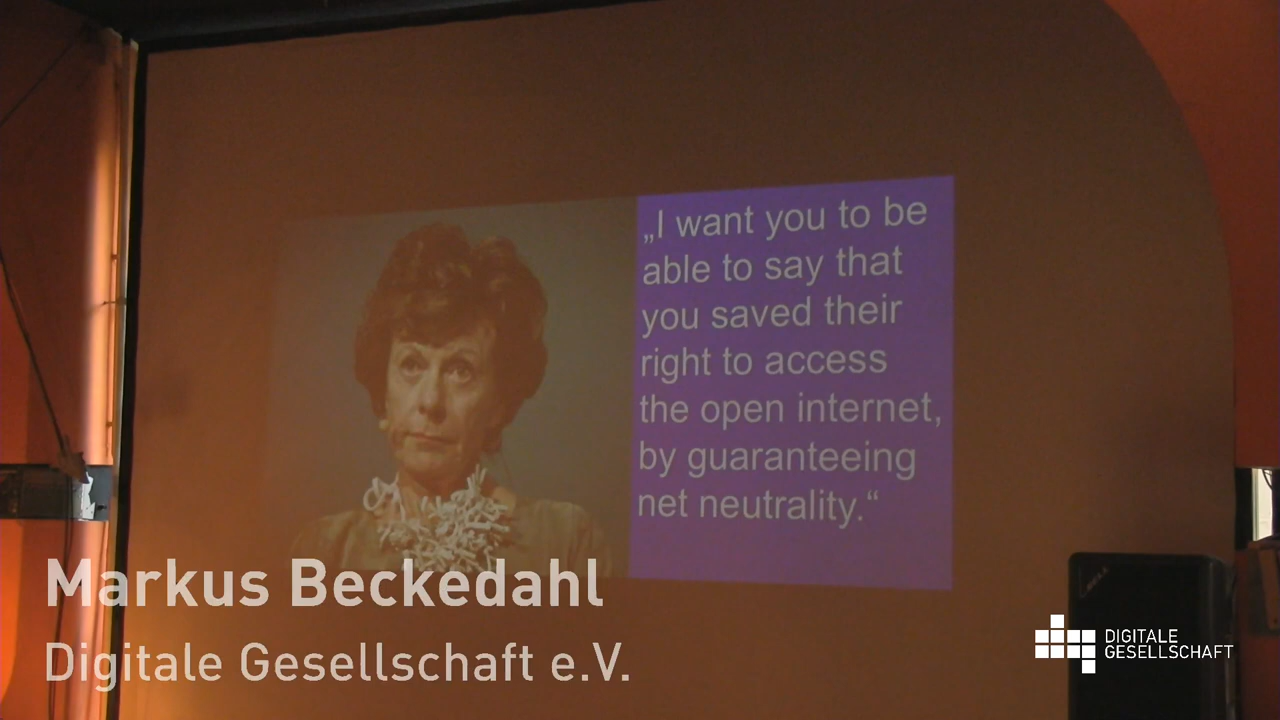 „I want you to be
able to say that
you saved their
right to access
the open internet,
by guaranteeing
net neutrality.“
Markus Beckedahl
Digitale Gesellschaft e.V.
DIGITALE
GESELLSCHAFT